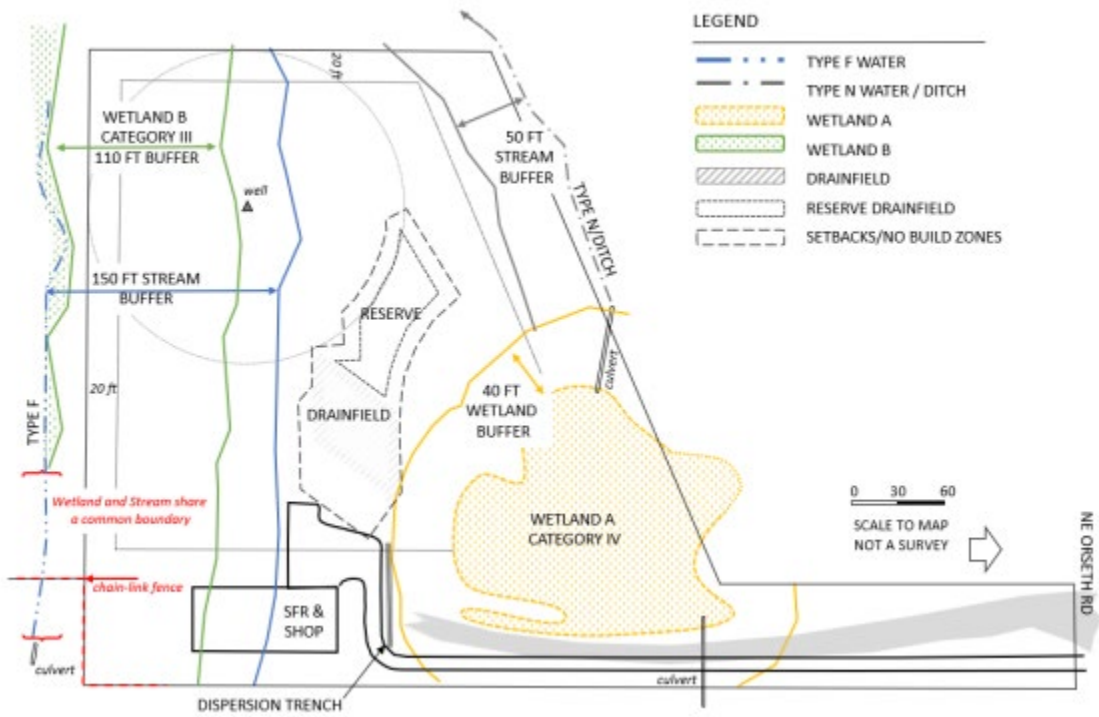 LEGEND
TYPE F WATER
TYPE N WATER / DITCH
WETLAND A
WETLAND B
DRAINFIELD
RESERVE DRAINFIELD
SETBACKS/NO BUILD ZONES
20 ft
WETLAND B
CATEGORY III
110 FT BUFFER
50 FT
STREAM
BUFFER
TYPE N/DITCH
well
150 FT STREAM
BUFFER
RESERVE
culvert
20 ft
40 FT
WETLAND
BUFFER
DRAINFIELD
TYPE F
Wetland and Stream share
a common boundary
WETLAND A
CATEGORY IV
0 30 60
SCALE TO MAP
NOT A SURVEY
NE ORSETH RD
chain-link fence
SFR &
SHOP
culvert
culvert
DISPERSION TRENCH